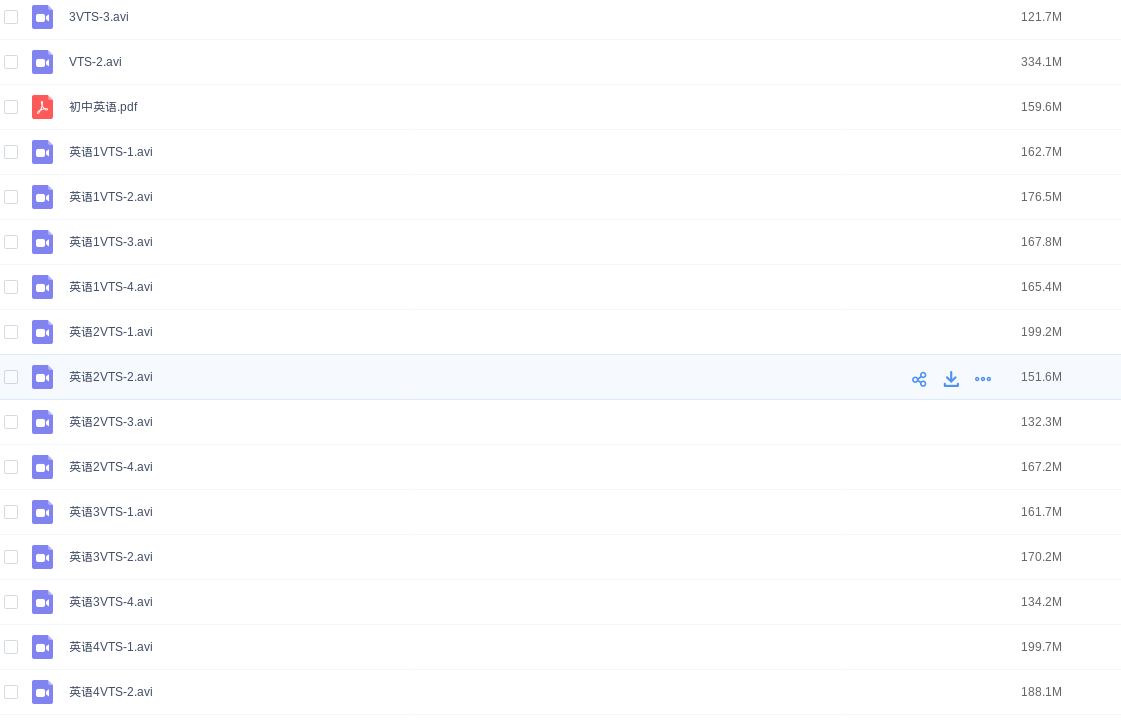 3VTS-3.avi 121.7M
VTS-2.avi 334.1M
初中英语.pdf 159.6M
英语1VTS-1.avi 162.7M
英语1VTS-2.avi 176.5M
英语1VTS-3.avi 167.8M
英语1VTS-4.avi 165.4M
英语2VTS-1.avi 199.2M
英语2VTS-2.avi 151.6M
英语2VTS-3.avi 132.3M
英语2VTS-4.avi 167.2M
英语3VTS-1.avi 161.7M
英语3VTS-2.avi 170.2M
英语3VTS-4.avi 134.2M
英语4VTS-1.avi 199.7M
英语4VTS-2.avi 188.1M